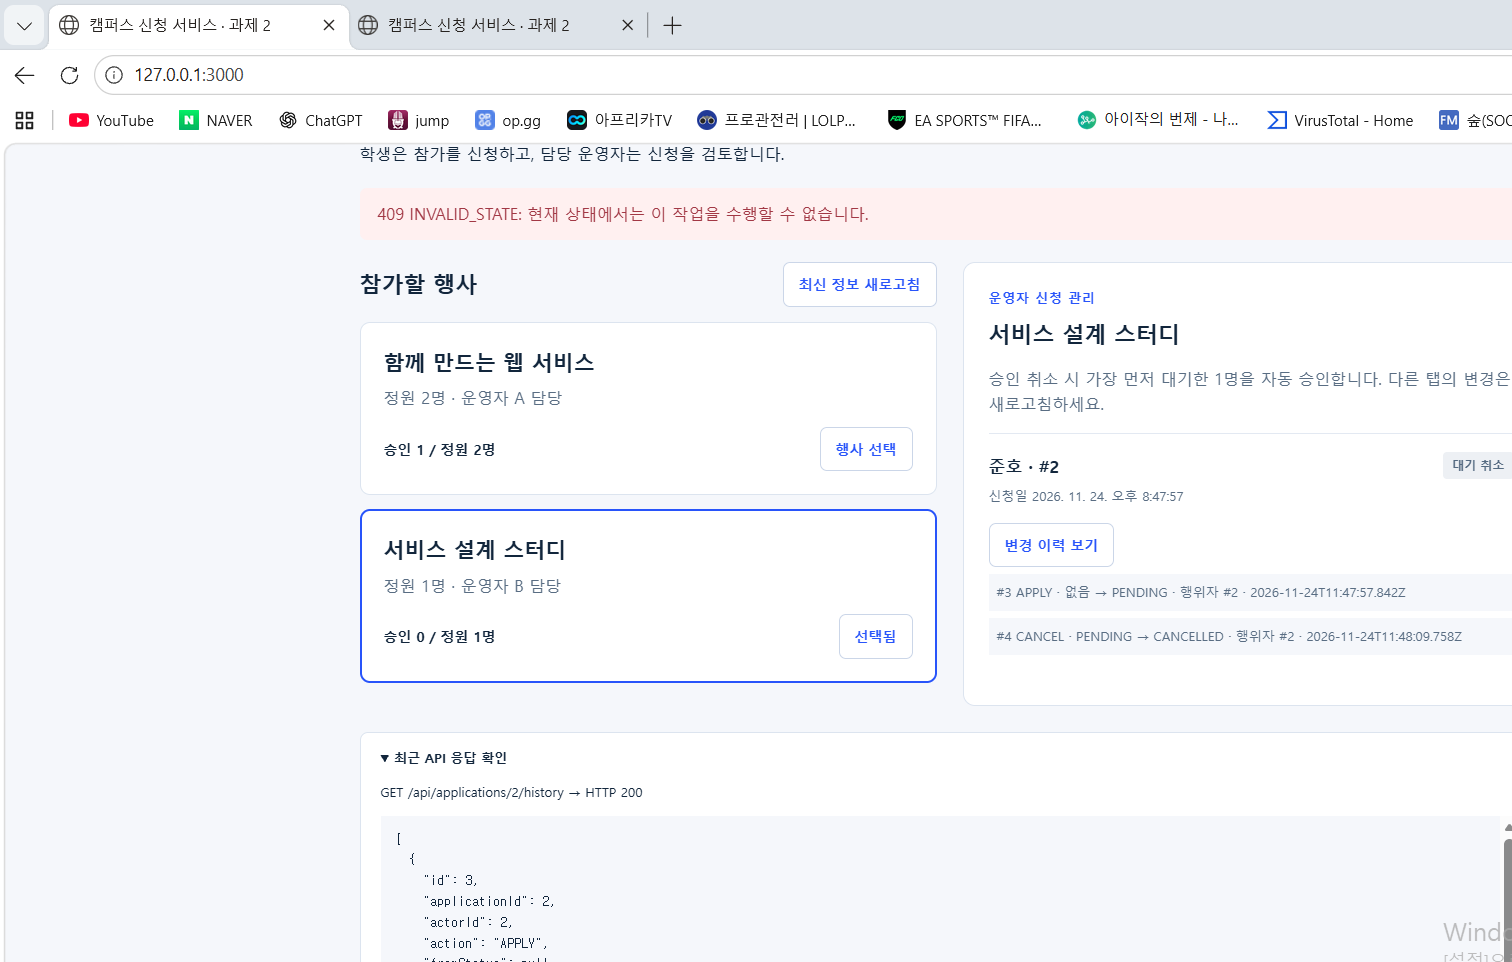 캠퍼스 신청 서비스 · 과제 2
캠퍼스 신청 서비스 · 과제 2
127.0.0.1:3000
YouTube
NAVER
ChatGPT
jump
op.gg
아프리카TV
프로관전러 | LOLP...
EA SPORTS™ FIFA...
아이작의 번제 - 나...
VirusTotal - Home
FM
숲(SOC
학생은 참가를 신청하고, 담당 운영자는 신청을 검토합니다.
409 INVALID_STATE: 현재 상태에서는 이 작업을 수행할 수 없습니다.
참가할 행사
최신 정보 새로고침
함께 만드는 웹 서비스
정원 2명 · 운영자 A 담당
승인 1 / 정원 2명
행사 선택
서비스 설계 스터디
정원 1명 · 운영자 B 담당
승인 0 / 정원 1명
선택됨
운영자 신청 관리
서비스 설계 스터디
승인 취소 시 가장 먼저 대기한 1명을 자동 승인합니다. 다른 탭의 변경은
새로고침하세요.
준호 · #2
대기 취소
신청일 2026. 11. 24. 오후 8:47:57
변경 이력 보기
#3 APPLY · 없음 → PENDING · 행위자 #2 · 2026-11-24T11:47:57.842Z
#4 CANCEL · PENDING → CANCELLED · 행위자 #2 · 2026-11-24T11:48:09.758Z
▼ 최근 API 응답 확인
GET /api/applications/2/history → HTTP 200
[
{
"id": 3,
"applicationId": 2,
"actorId": 2,
"action": "APPLY",